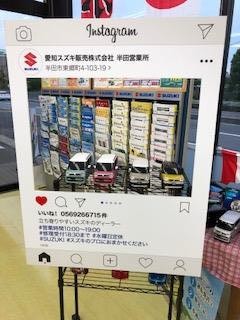 Instagram
SUZUKI
愛知スズキ販売株式会社 半田営業所
半田市東郷町4-103-19 >
いいね！ 0569266715件
立ち寄りやすいスズキのディーラー
#営業時間10:00～19:00
#修理受付18:30まで #水曜日定休
#SUZUKI #スズキのプロにおまかせください